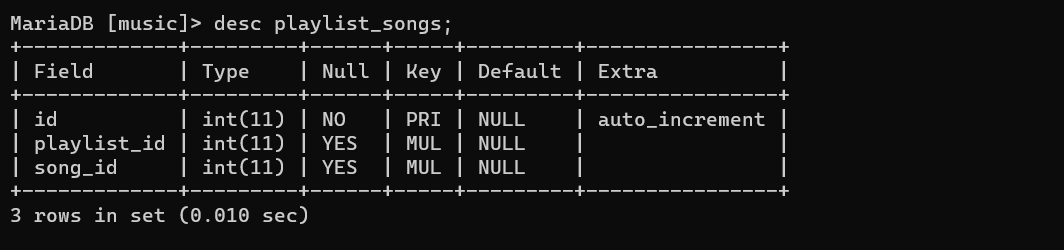 MariaDB [music]> desc playlist_songs;
+-------------+---------+------+-----+---------+----------------+
| Field       | Type    | Null | Key | Default | Extra          |
+-------------+---------+------+-----+---------+----------------+
| id          | int(11) | NO   | PRI | NULL    | auto_increment |
| playlist_id | int(11) | YES  | MUL | NULL    |                |
| song_id     | int(11) | YES  | MUL | NULL    |                |
+-------------+---------+------+-----+---------+----------------+
3 rows in set (0.010 sec)